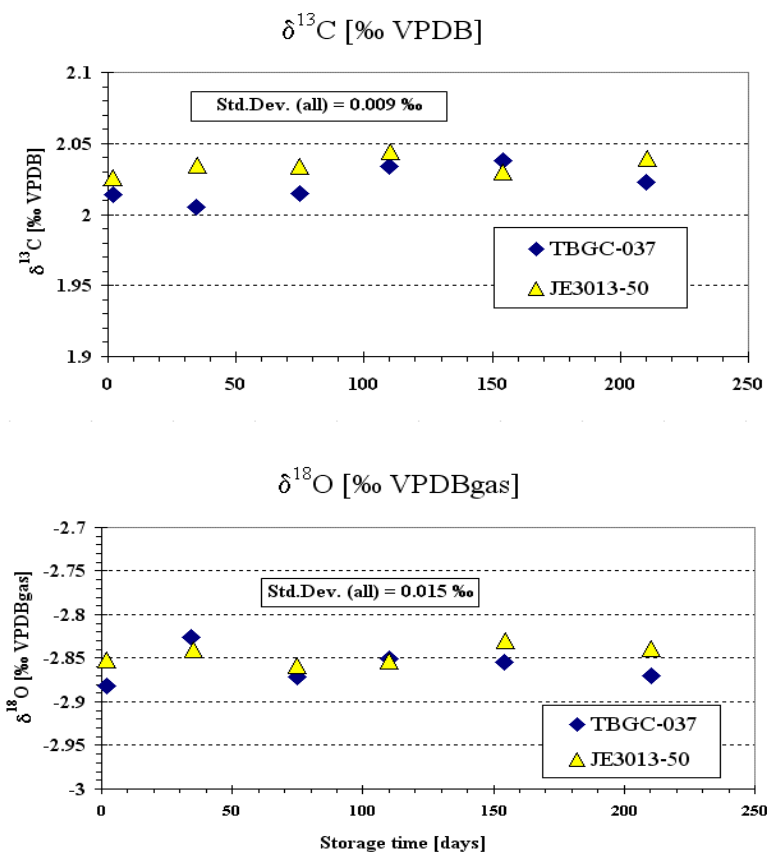 δ¹³C [‰ VPDB]
2.1
Std.Dev. (all) = 0.009 ‰
2.05
2
1.95
1.9
δ¹³C [‰ VPDB]
TBGC-037
JE3013-50
0 50 100 150 200 250
δ¹⁸O [‰ VPDBgas]
-2.7
-2.75
Std.Dev. (all) = 0.015 ‰
-2.8
-2.85
-2.9
-2.95
-3
δ¹⁸O [‰ VPDBgas]
TBGC-037
JE3013-50
0 50 100 150 200 250
Storage time [days]